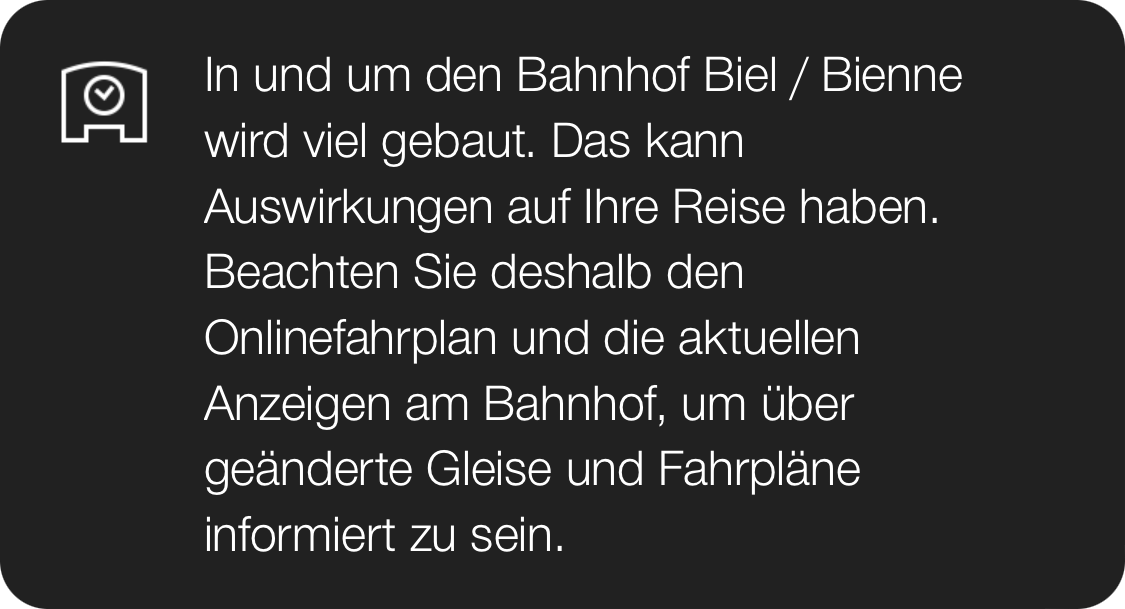 In und um den Bahnhof Biel / Bienne
wird viel gebaut. Das kann
Auswirkungen auf Ihre Reise haben.
Beachten Sie deshalb den
Onlinefahrplan und die aktuellen
Anzeigen am Bahnhof, um über
geänderte Gleise und Fahrpläne
informiert zu sein.